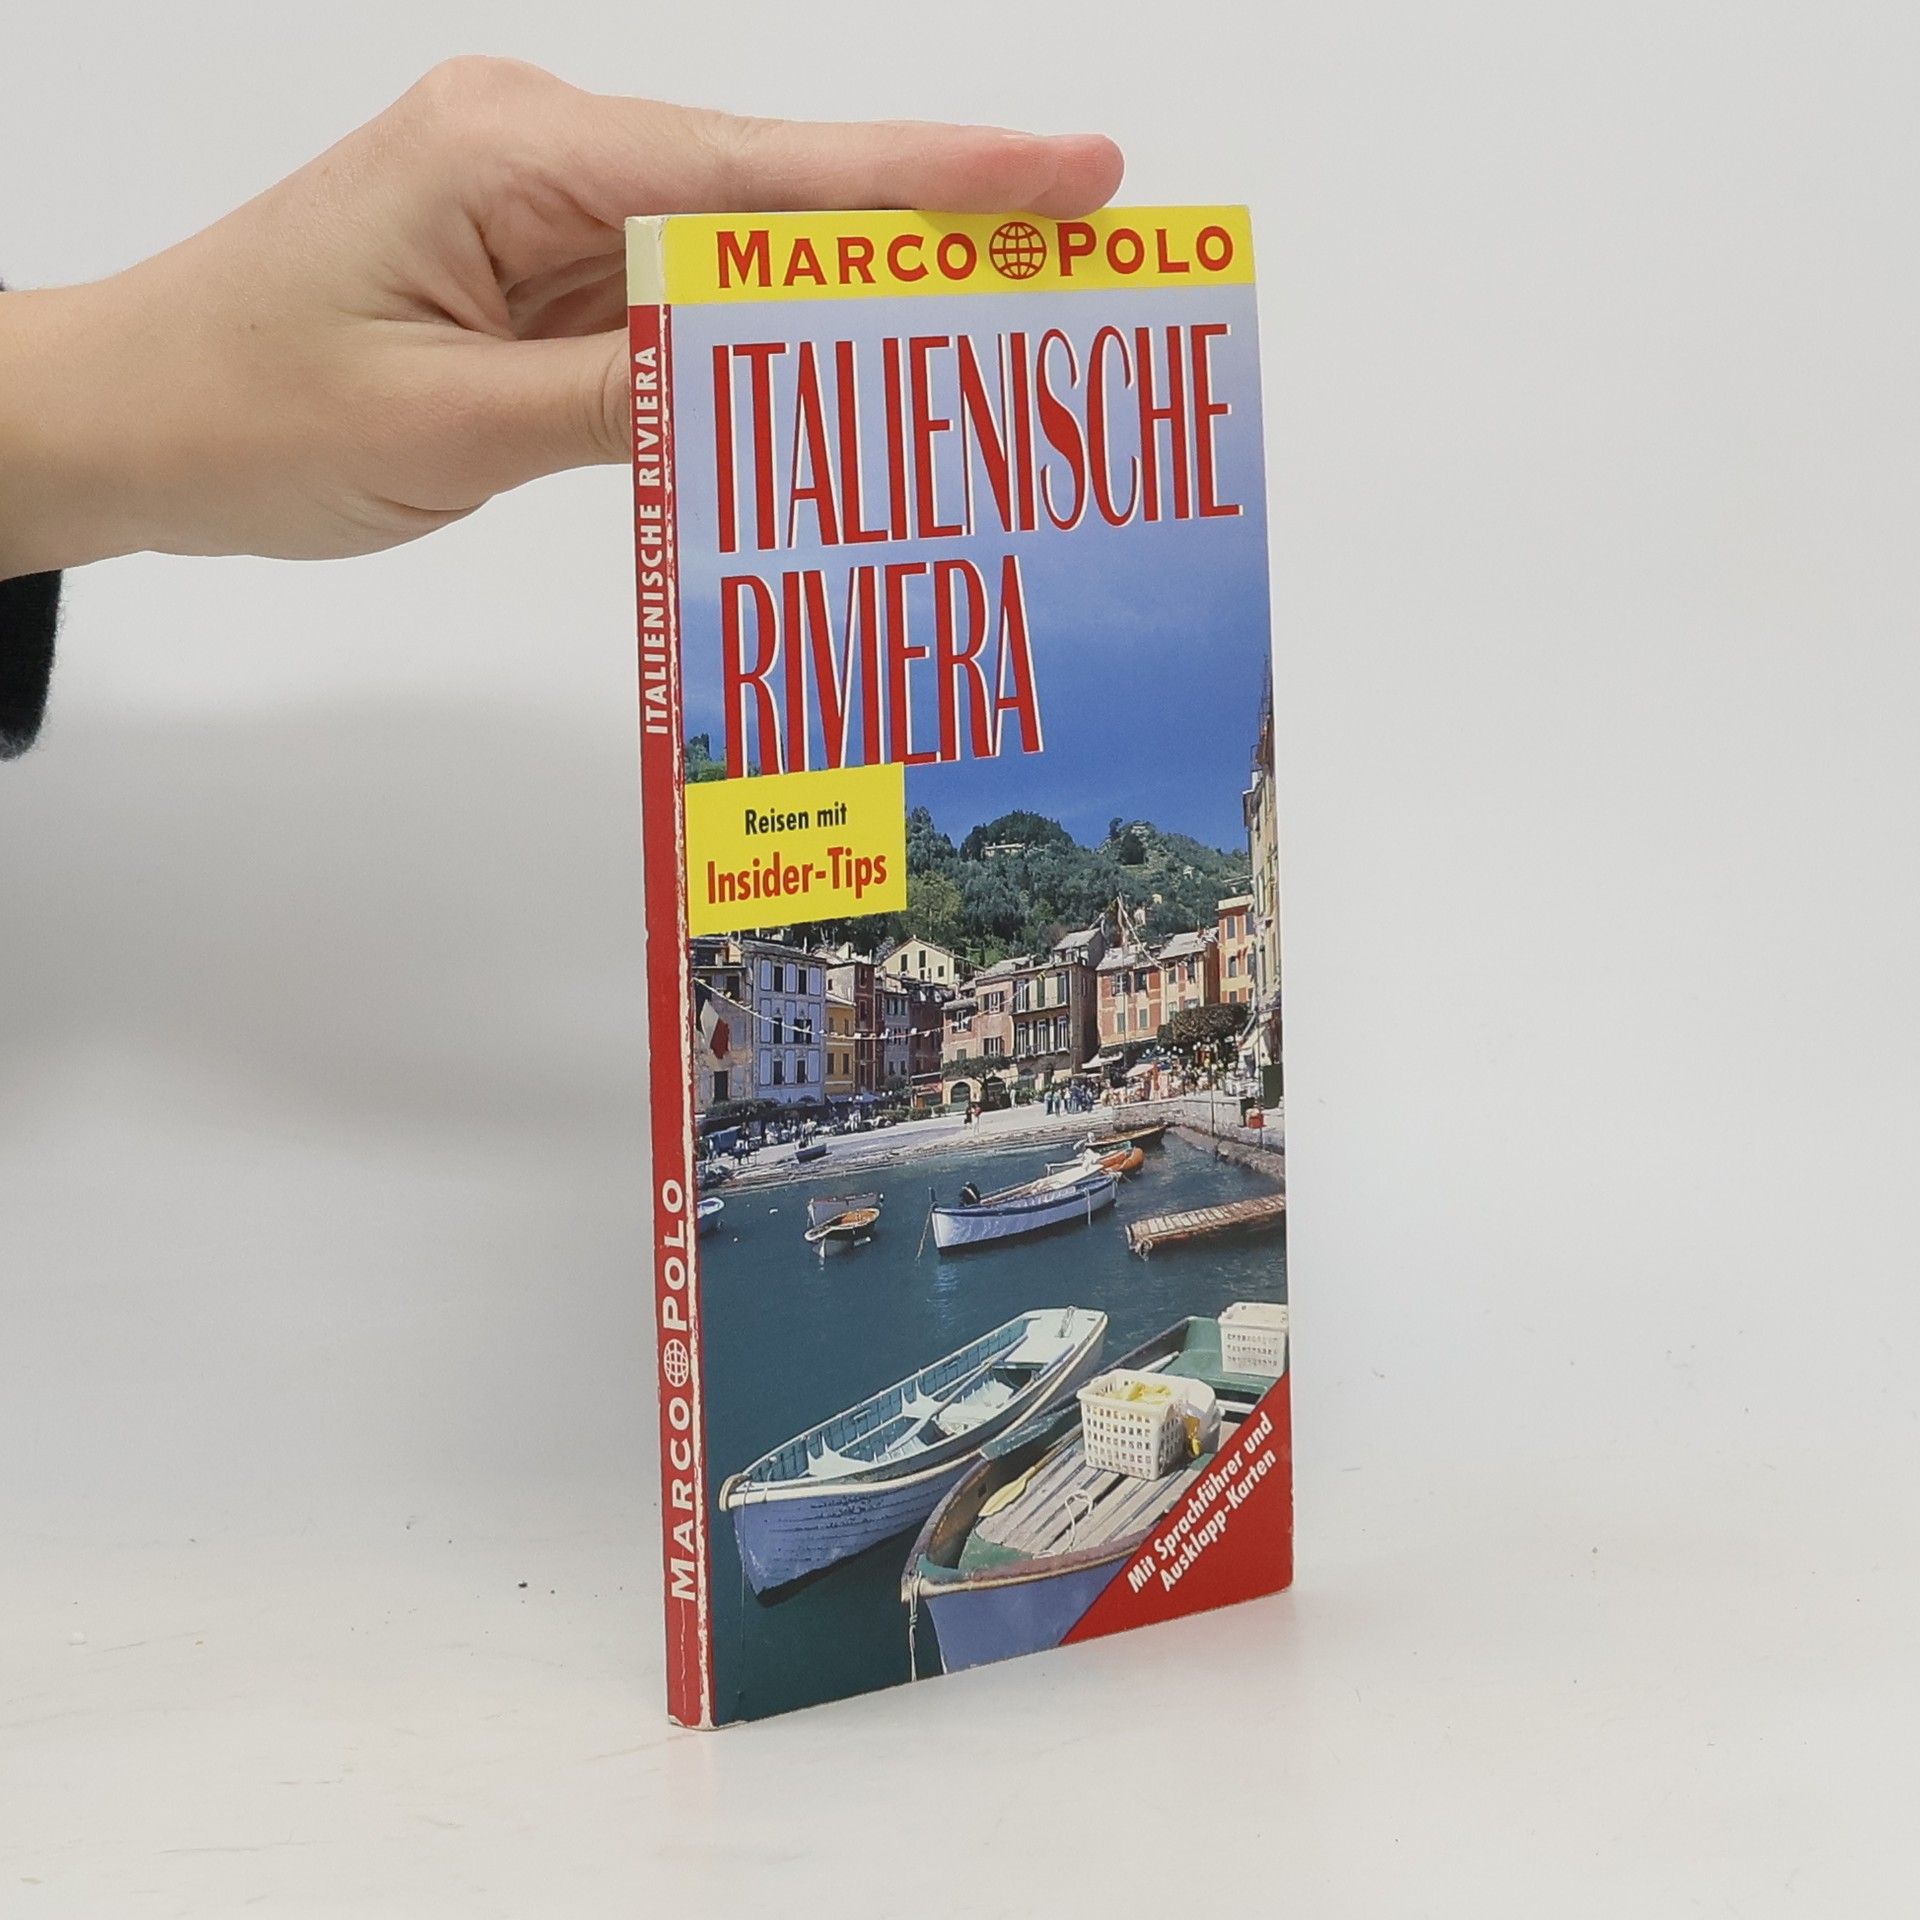 MARCO POLO
ITALIENISCHE
RIVIERA
Reisen mit
Insider-Tips
Mit Sprachführer und
Ausklapp-Karten
ITALIENISCHE RIVIERA
MARCO POLO